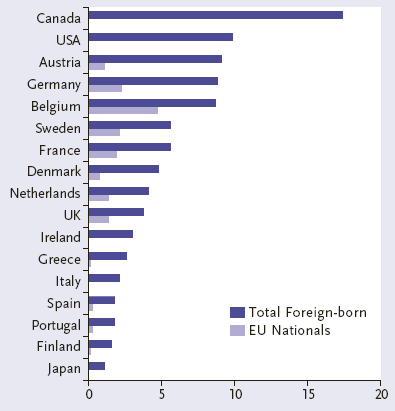 Canada
USA
Austria
Germany
Belgium
Sweden
France
Denmark
Netherlands
UK
Ireland
Greece
Italy
Spain
Portugal
Finland
Japan
Total Foreign-born
EU Nationals
0 5 10 15 20